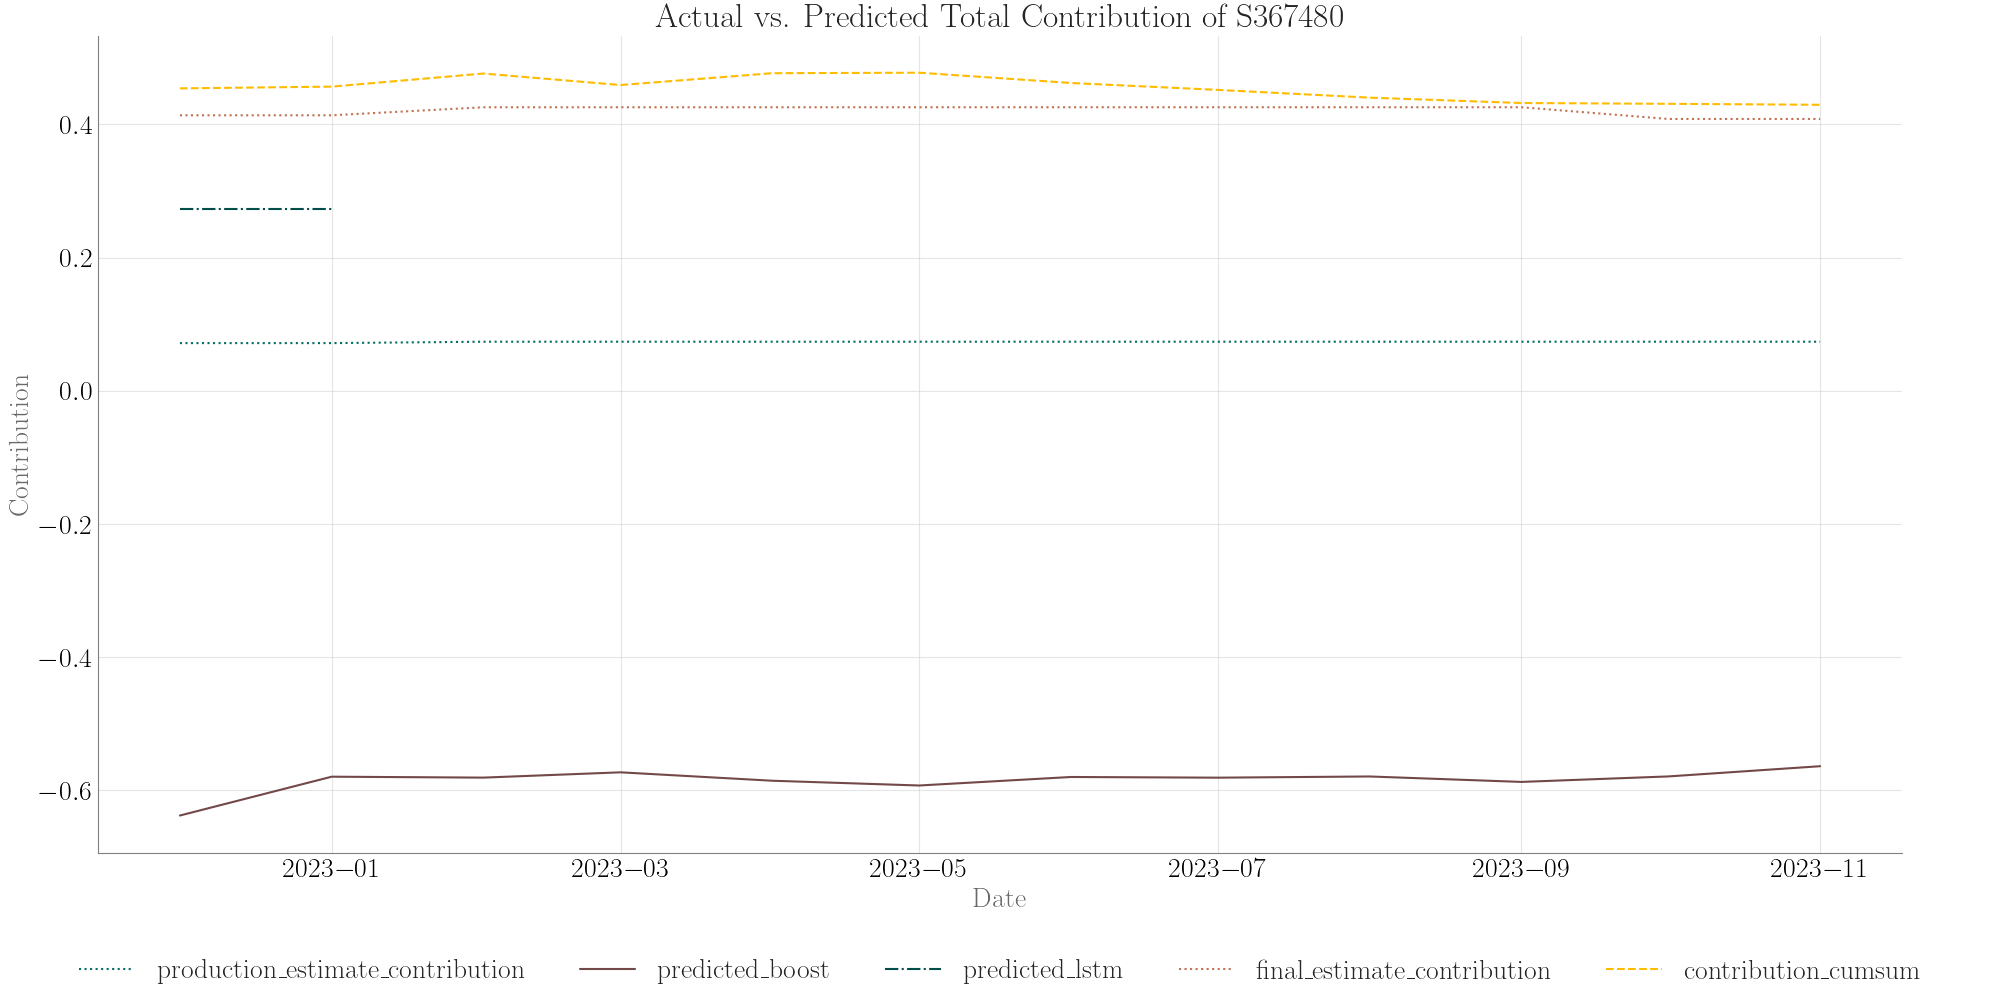 Actual vs. Predicted Total Contribution of S367480
0.4
0.2
0.0
−0.2
−0.4
−0.6
Contribution
2023−01 2023−03 2023−05 2023−07 2023−09 2023−11
Date
production_estimate_contribution predicted_boost predicted_lstm final_estimate_contribution contribution_cumsum